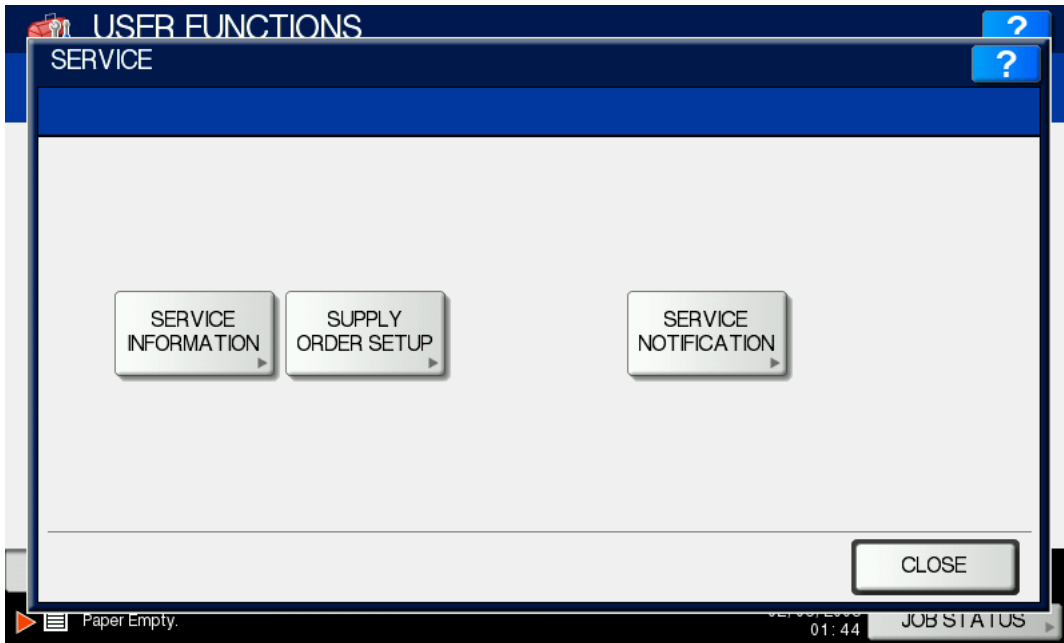 USER FUNCTIONS
?
SERVICE
?
SERVICE
INFORMATION
SUPPLY
ORDER SETUP
SERVICE
NOTIFICATION
CLOSE
Paper Empty.
01:44
JOB STATUS